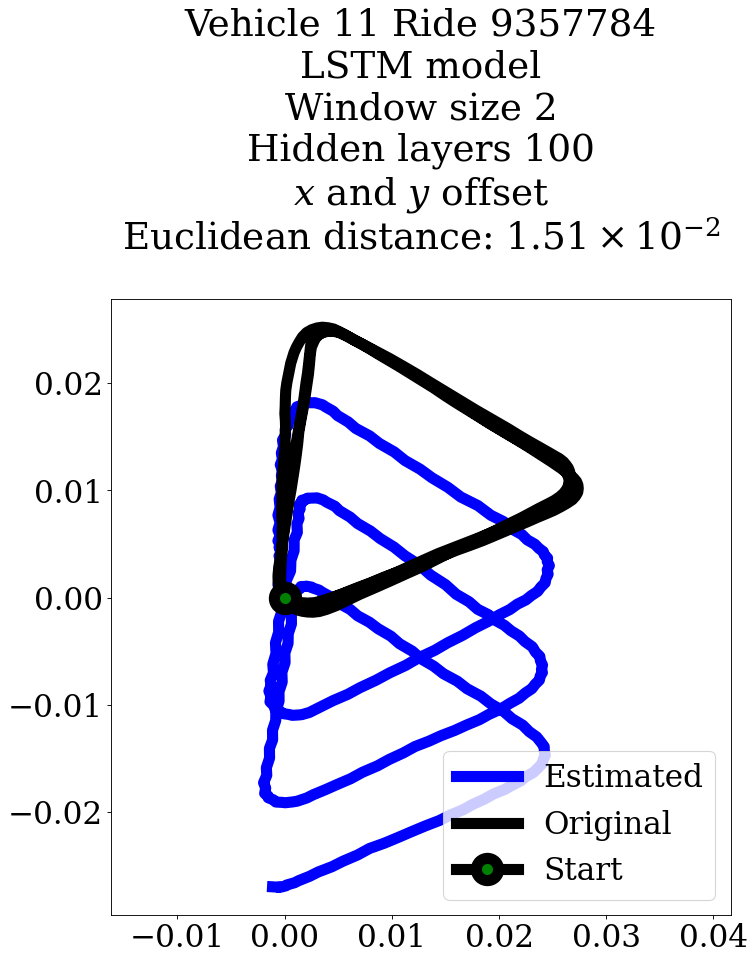 Vehicle 11 Ride 9357784
LSTM model
Window size 2
Hidden layers 100
x and y offset
Euclidean distance: 1.51 × 10⁻²
0.02
0.01
0.00
−0.01
−0.02
Estimated
Original
Start
−0.01 0.00 0.01 0.02 0.03 0.04